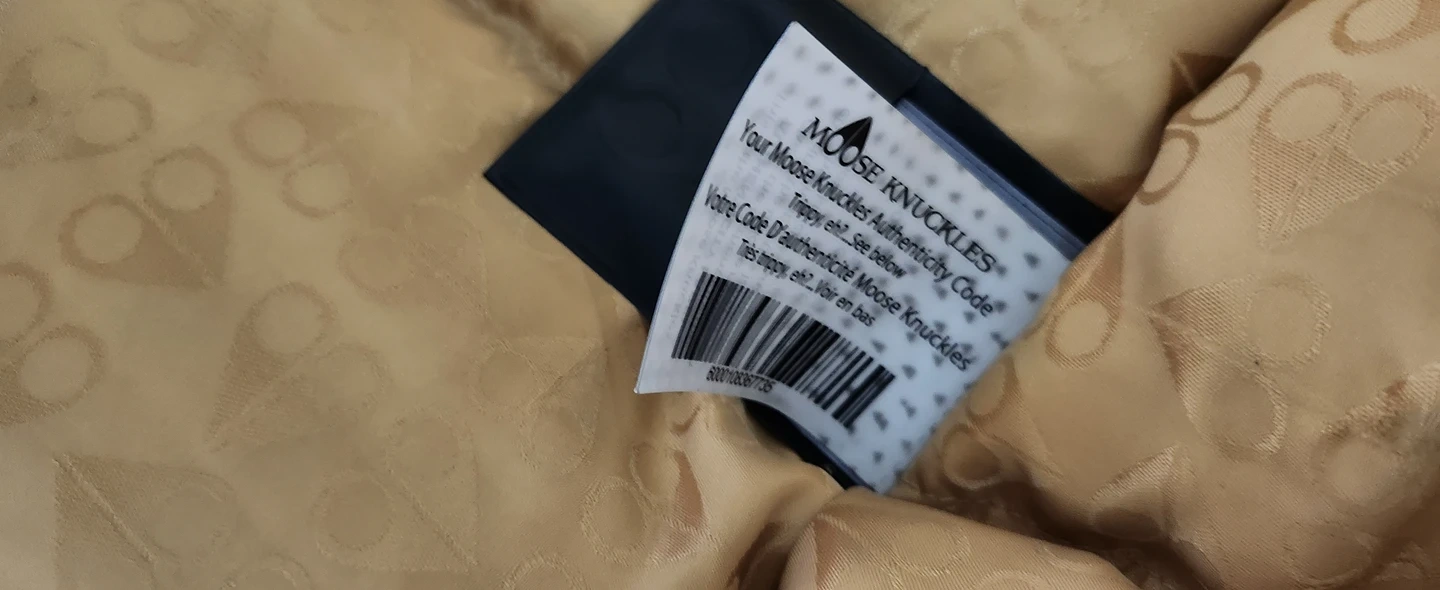 MOOSE KNUCKLES
Your Moose Knuckles Authenticity Code
Trippy, eh?...See below
Votre Code D'authenticité Moose Knuckles
Très trippy, eh?...Voir en bas
6000108367735